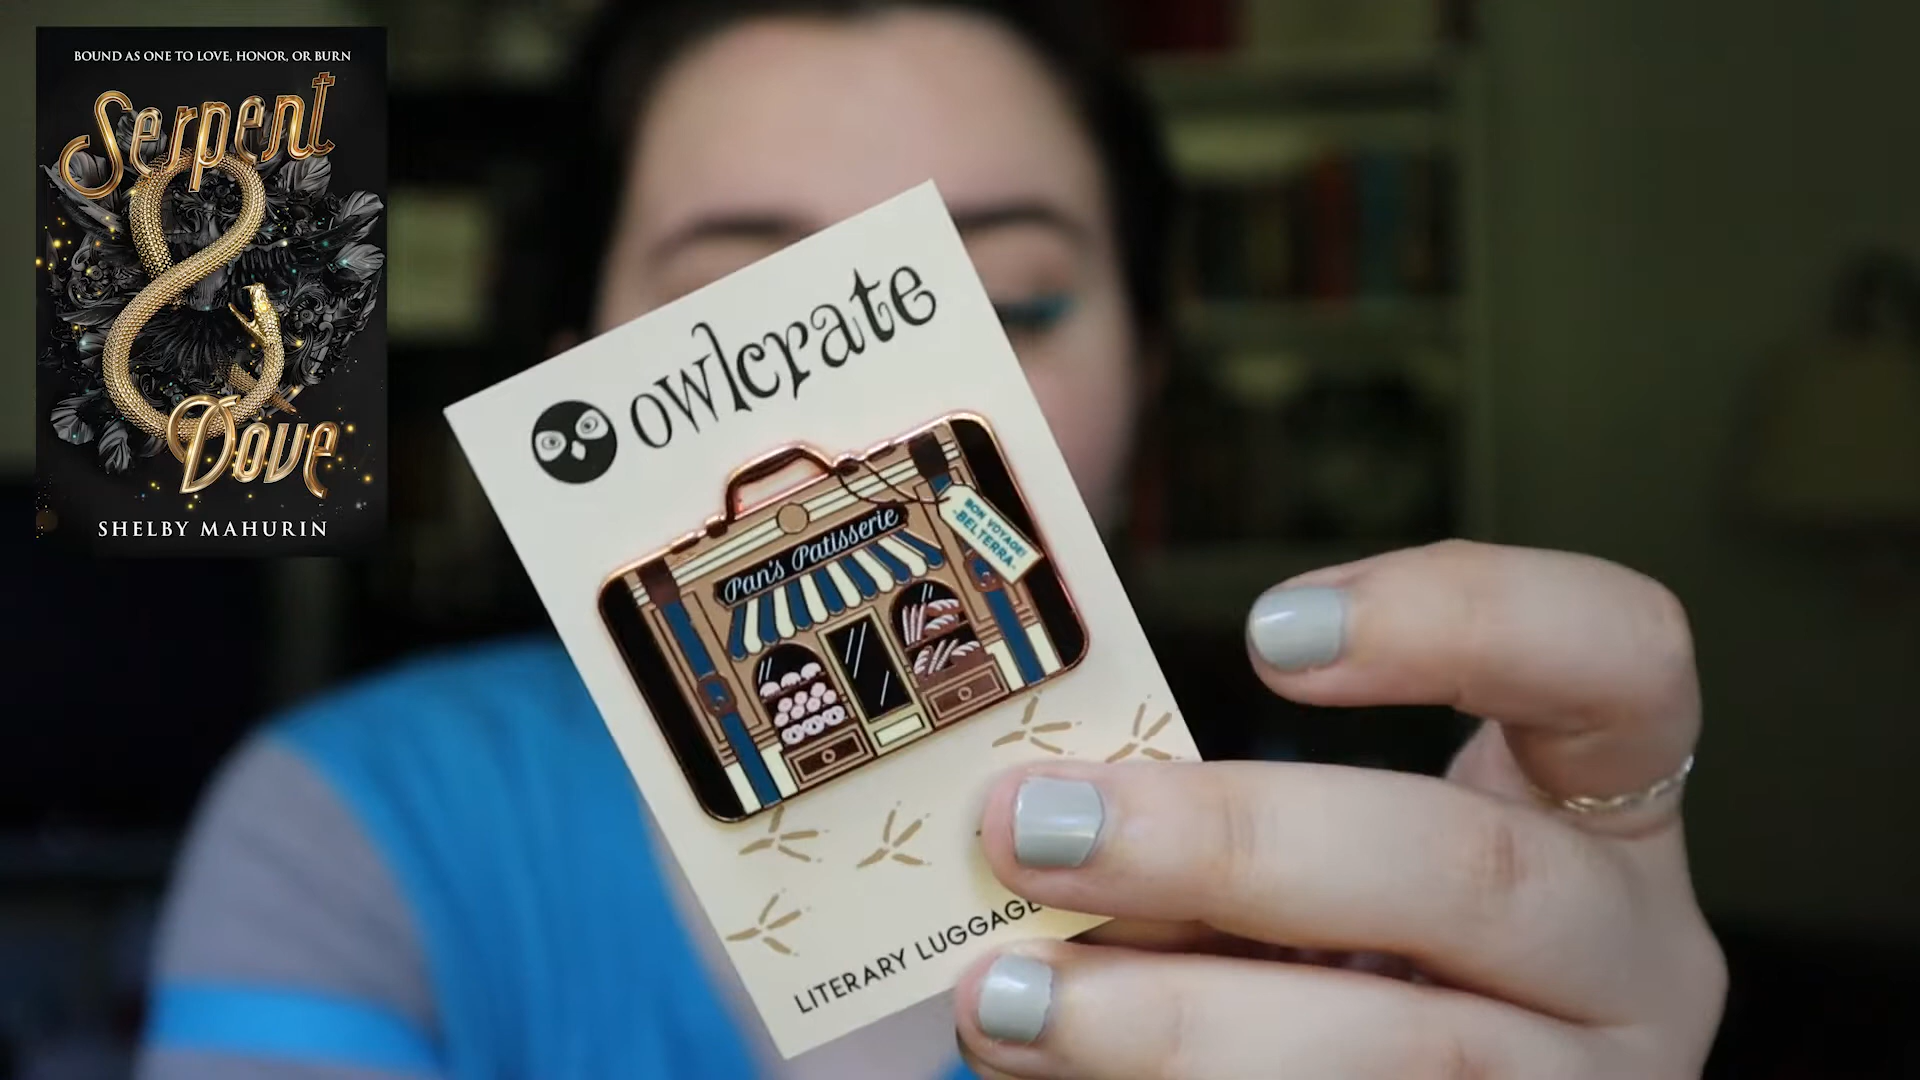 BOUND AS ONE TO LOVE, HONOR, OR BURN
Serpent
&
Dove
SHELBY MAHURIN
owlcrate
Pan's Patisserie
BON VOYAGE!
-BELTERRA-
LITERARY LUGGAGE